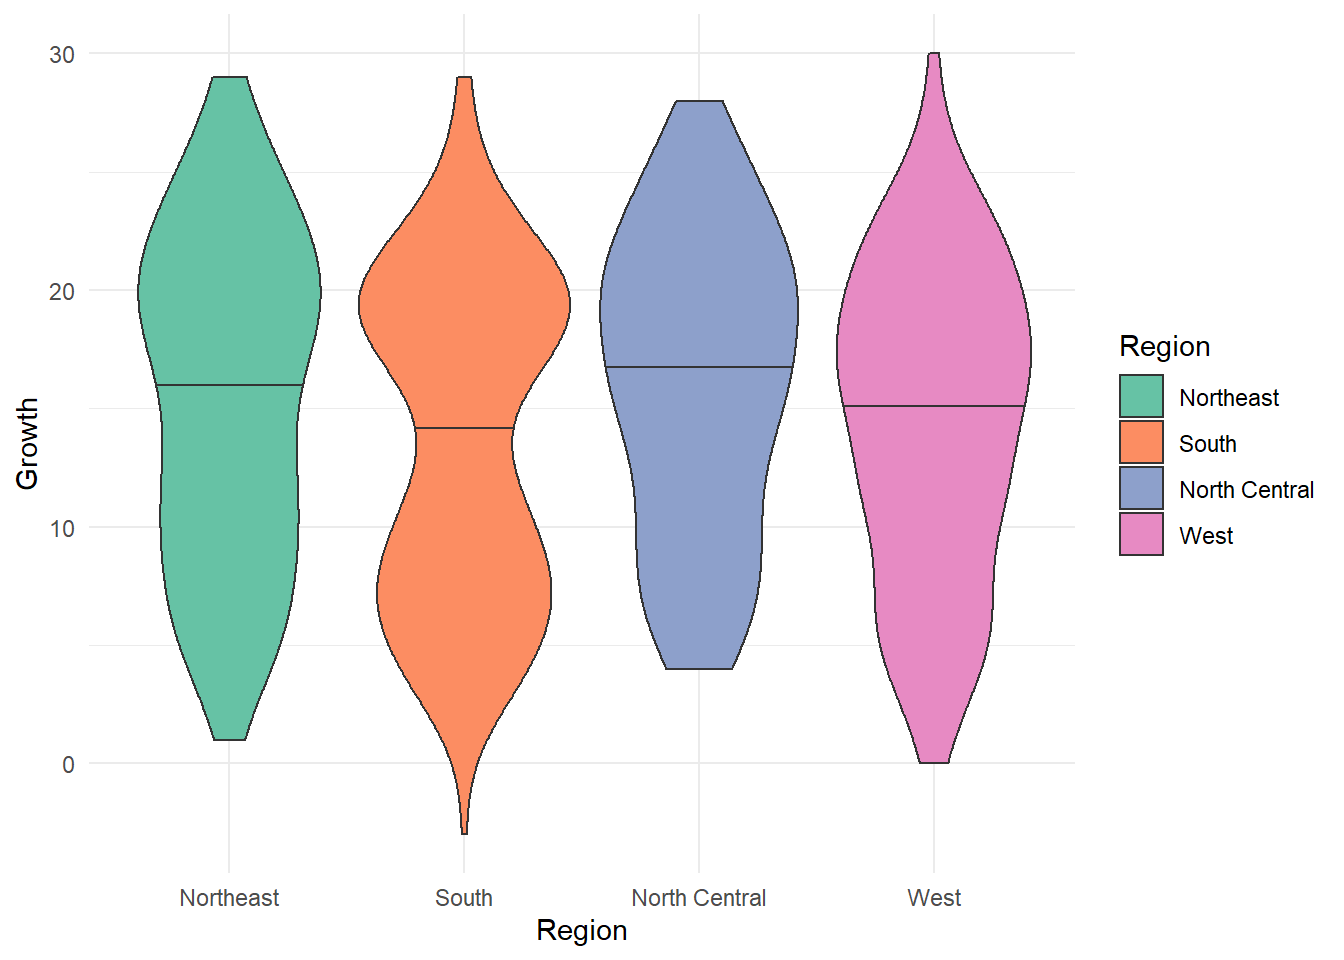 30
20
10
0
Growth
Northeast
South
North Central
West
Region
Region
Northeast
South
North Central
West